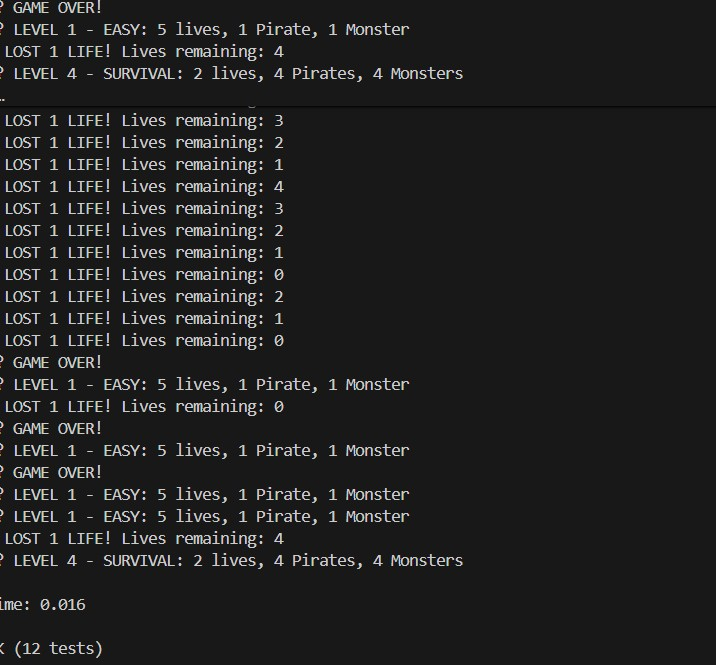 ? GAME OVER!
? LEVEL 1 - EASY: 5 lives, 1 Pirate, 1 Monster
LOST 1 LIFE! Lives remaining: 4
? LEVEL 4 - SURVIVAL: 2 lives, 4 Pirates, 4 Monsters
…
LOST 1 LIFE! Lives remaining: 3
LOST 1 LIFE! Lives remaining: 2
LOST 1 LIFE! Lives remaining: 1
LOST 1 LIFE! Lives remaining: 4
LOST 1 LIFE! Lives remaining: 3
LOST 1 LIFE! Lives remaining: 2
LOST 1 LIFE! Lives remaining: 1
LOST 1 LIFE! Lives remaining: 0
LOST 1 LIFE! Lives remaining: 2
LOST 1 LIFE! Lives remaining: 1
LOST 1 LIFE! Lives remaining: 0
? GAME OVER!
? LEVEL 1 - EASY: 5 lives, 1 Pirate, 1 Monster
LOST 1 LIFE! Lives remaining: 0
? GAME OVER!
? LEVEL 1 - EASY: 5 lives, 1 Pirate, 1 Monster
? GAME OVER!
? LEVEL 1 - EASY: 5 lives, 1 Pirate, 1 Monster
? LEVEL 1 - EASY: 5 lives, 1 Pirate, 1 Monster
LOST 1 LIFE! Lives remaining: 4
? LEVEL 4 - SURVIVAL: 2 lives, 4 Pirates, 4 Monsters
ime: 0.016
K (12 tests)